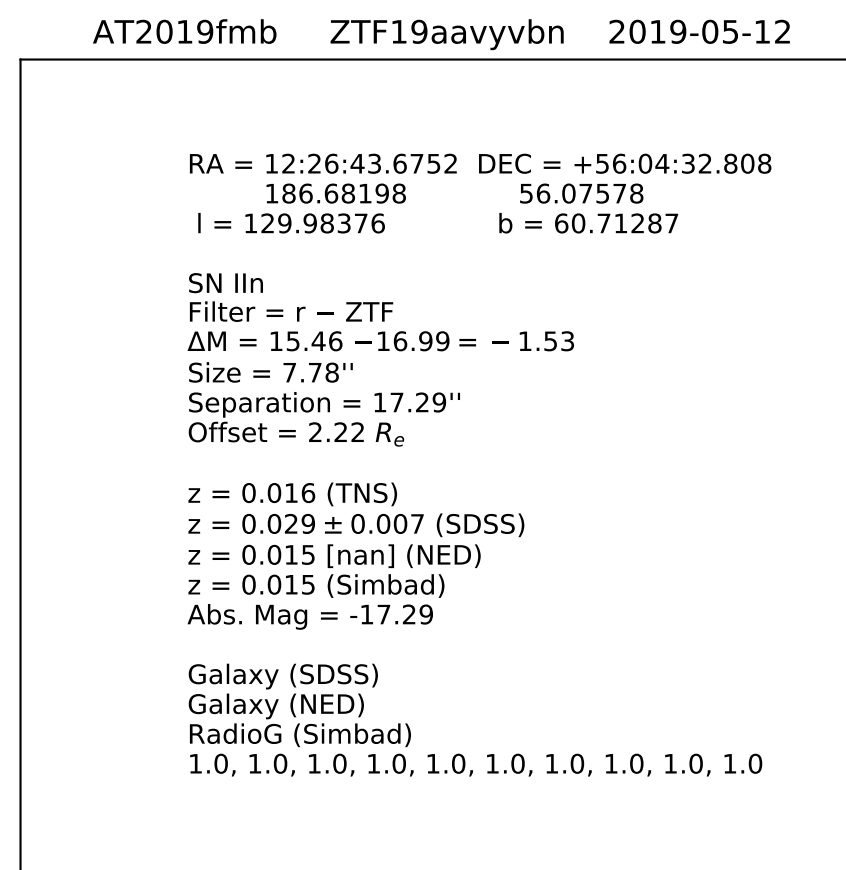 AT2019fmb ZTF19aavyvbn 2019-05-12
RA = 12:26:43.6752 DEC = +56:04:32.808
186.68198 56.07578
l = 129.98376 b = 60.71287
SN IIn
Filter = r − ZTF
ΔM = 15.46 −16.99 = − 1.53
Size = 7.78''
Separation = 17.29''
Offset = 2.22 Rₑ
z = 0.016 (TNS)
z = 0.029 ± 0.007 (SDSS)
z = 0.015 [nan] (NED)
z = 0.015 (Simbad)
Abs. Mag = -17.29
Galaxy (SDSS)
Galaxy (NED)
RadioG (Simbad)
1.0, 1.0, 1.0, 1.0, 1.0, 1.0, 1.0, 1.0, 1.0, 1.0